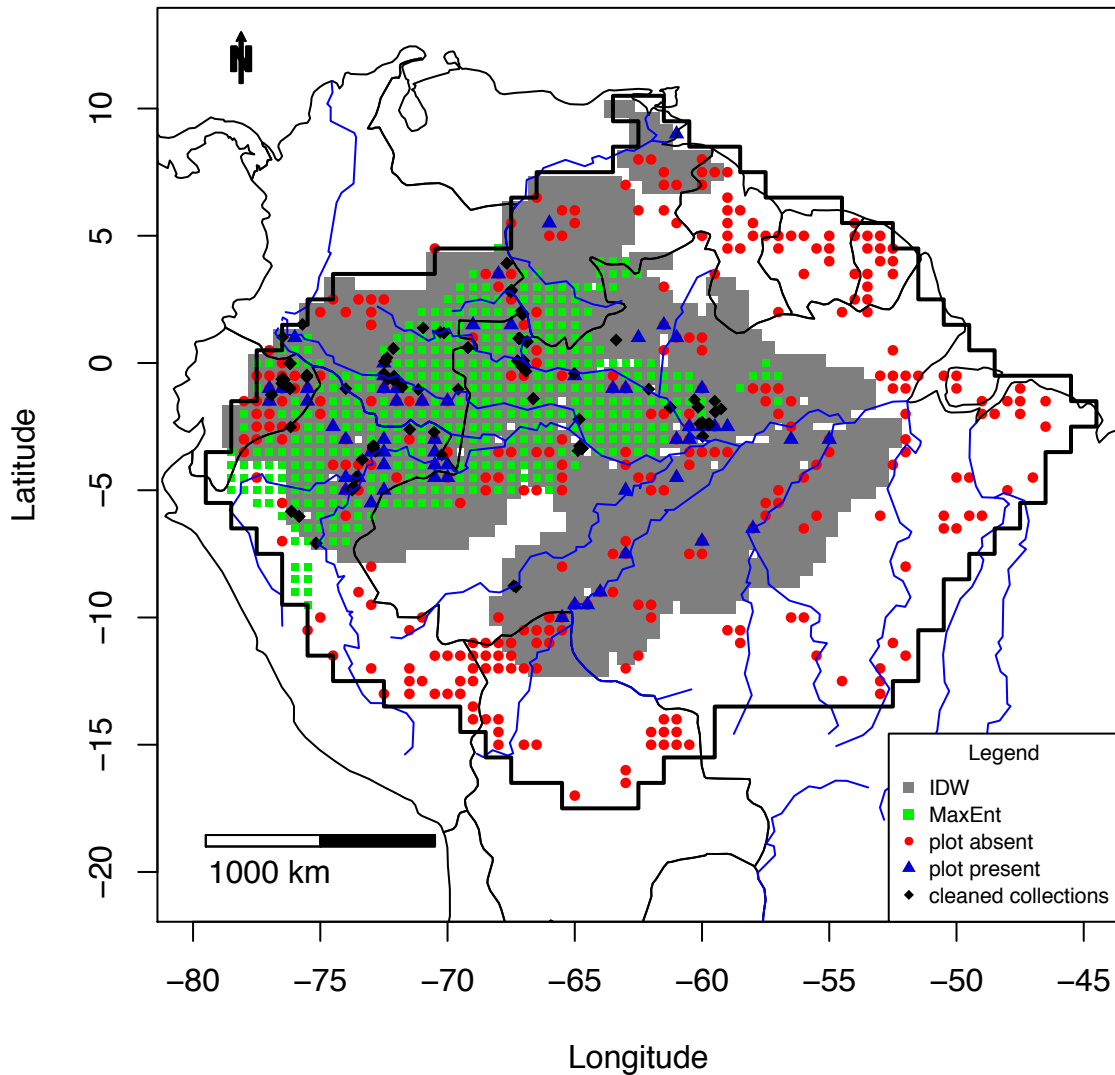 N
10
5
0
−5
−10
−15
−20
Latitude
1000 km
Legend
IDW
MaxEnt
plot absent
plot present
cleaned collections
−80
−75
−70
−65
−60
−55
−50
−45
Longitude